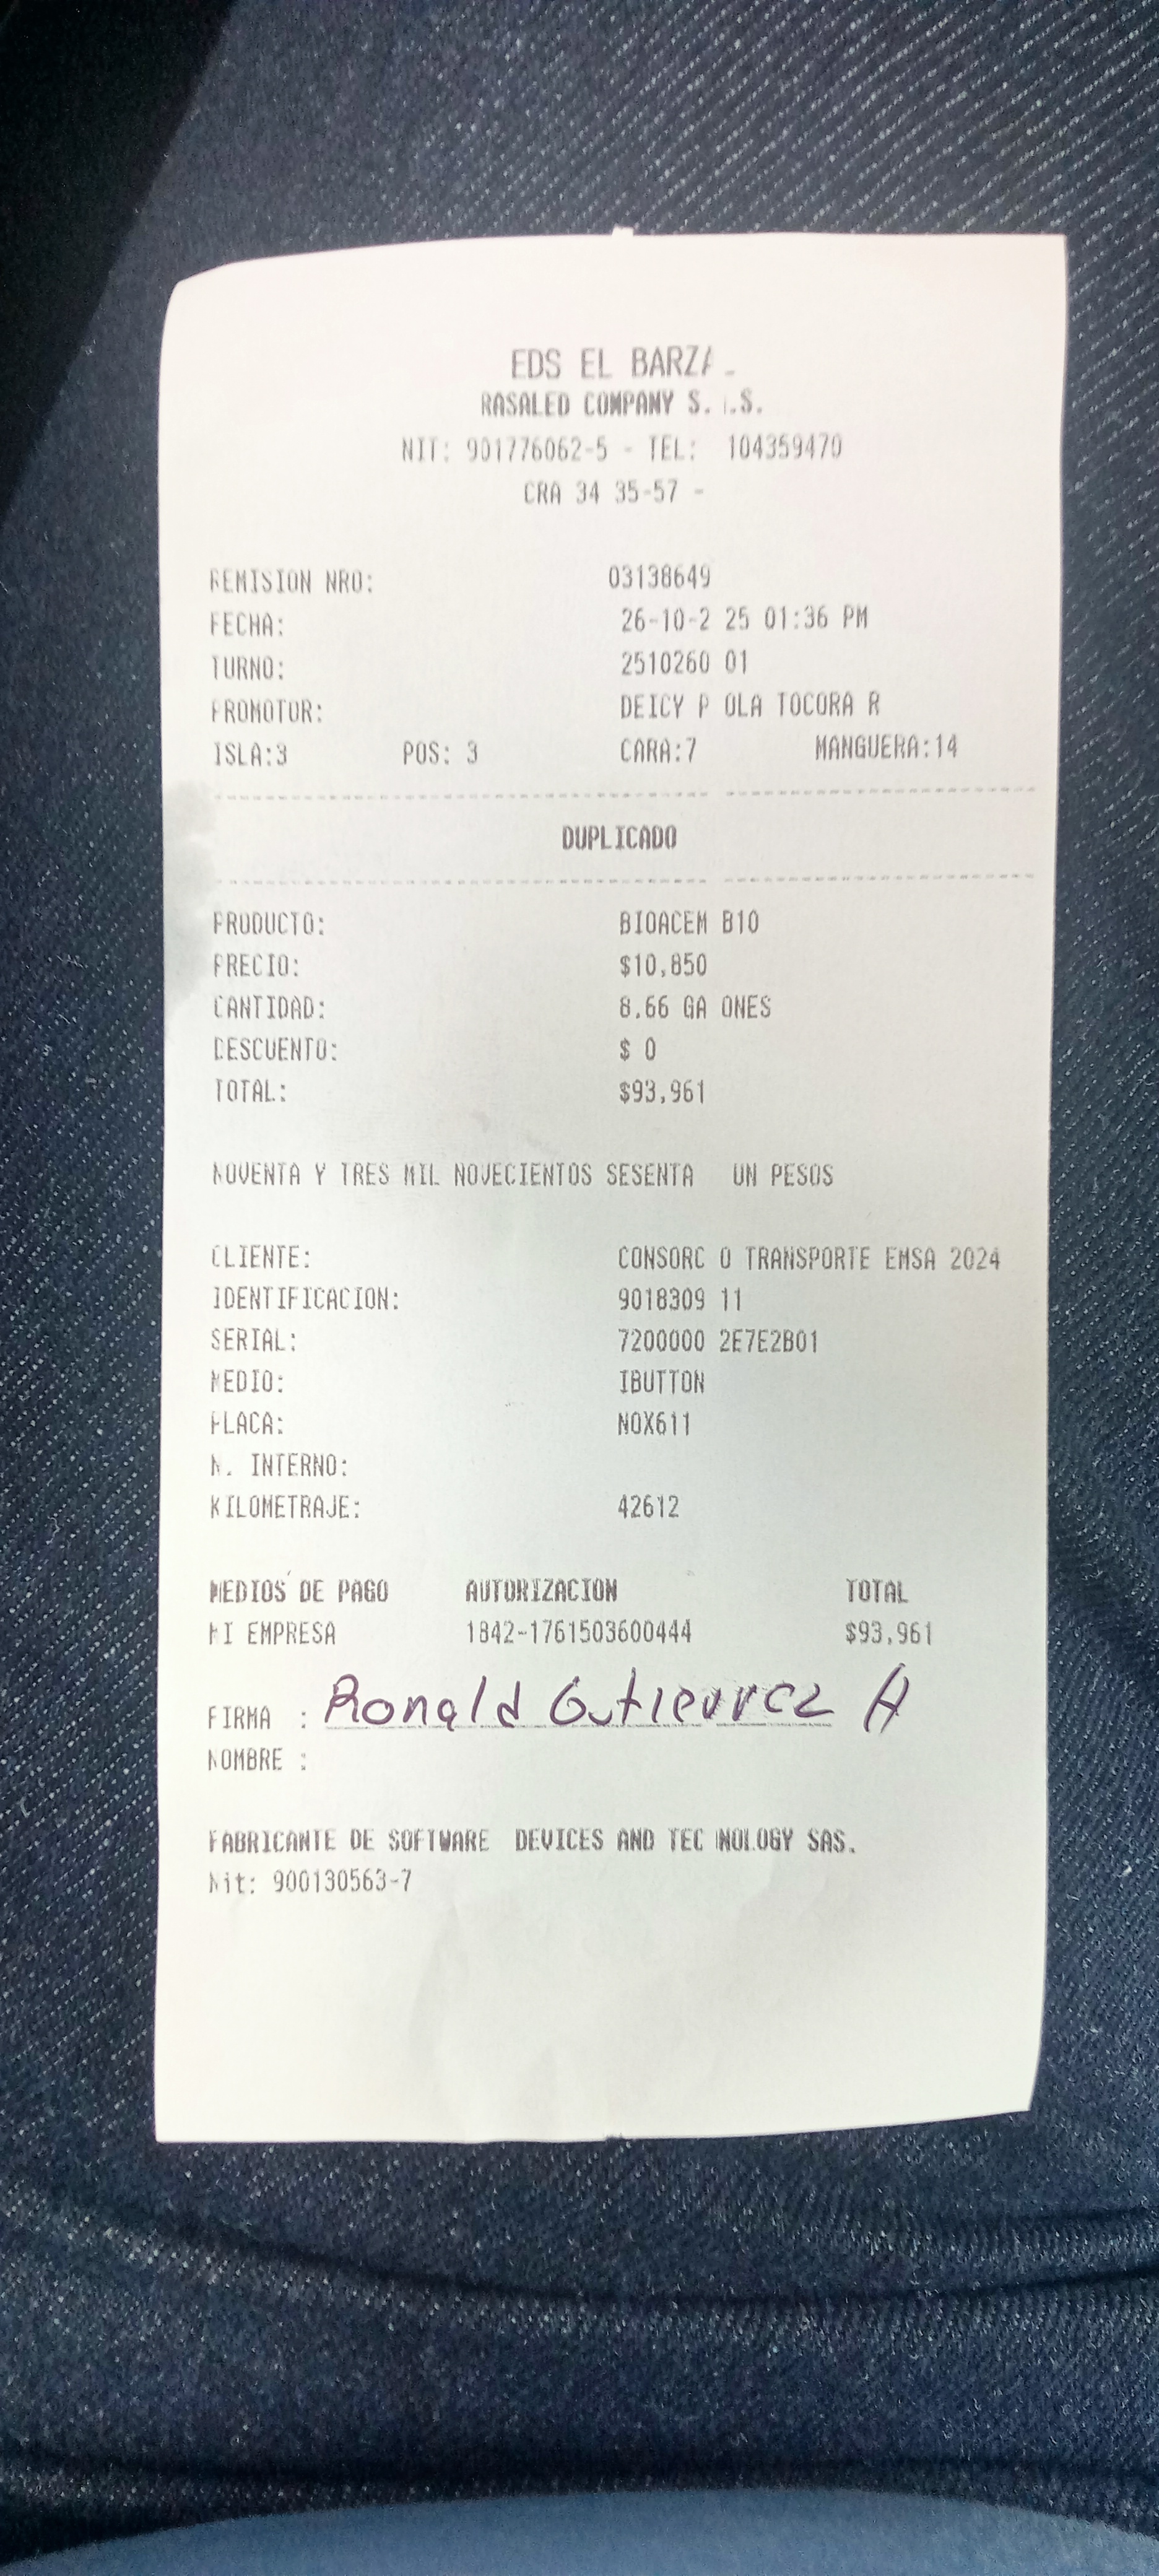 EDS EL BARZA
RASALED COMPANY S. .S.
NIT: 901776062-5 - TEL: 104359470
CRA 34 35-57 -
REMISION NRO: 03138649
FECHA: 26-10-2 25 01:36 PM
TURNO: 2510260 01
PROMOTOR: DEICY P OLA TOCORA R
ISLA:3 POS: 3 CARA:7 MANGUERA:14
DUPLICADO
PRODUCTO: BIOACEM B10
PRECIO: $10,850
CANTIDAD: 8.66 GA ONES
DESCUENTO: $ 0
TOTAL: $93,961
NOVENTA Y TRES MIL NOVECIENTOS SESENTA UN PESOS
CLIENTE: CONSORC O TRANSPORTE EMSA 2024
IDENTIFICACION: 9018309 11
SERIAL: 7200000 2E7E2B01
MEDIO: IBUTTON
PLACA: NOX611
N. INTERNO:
KILOMETRAJE: 42612
MEDIOS DE PAGO AUTORIZACION TOTAL
MI EMPRESA 1842-1761503600444 $93,961
FIRMA : Ronald Gutierrez A
NOMBRE :
FABRICANTE DE SOFTWARE DEVICES AND TEC NOLOGY SAS.
Nit: 900130563-7